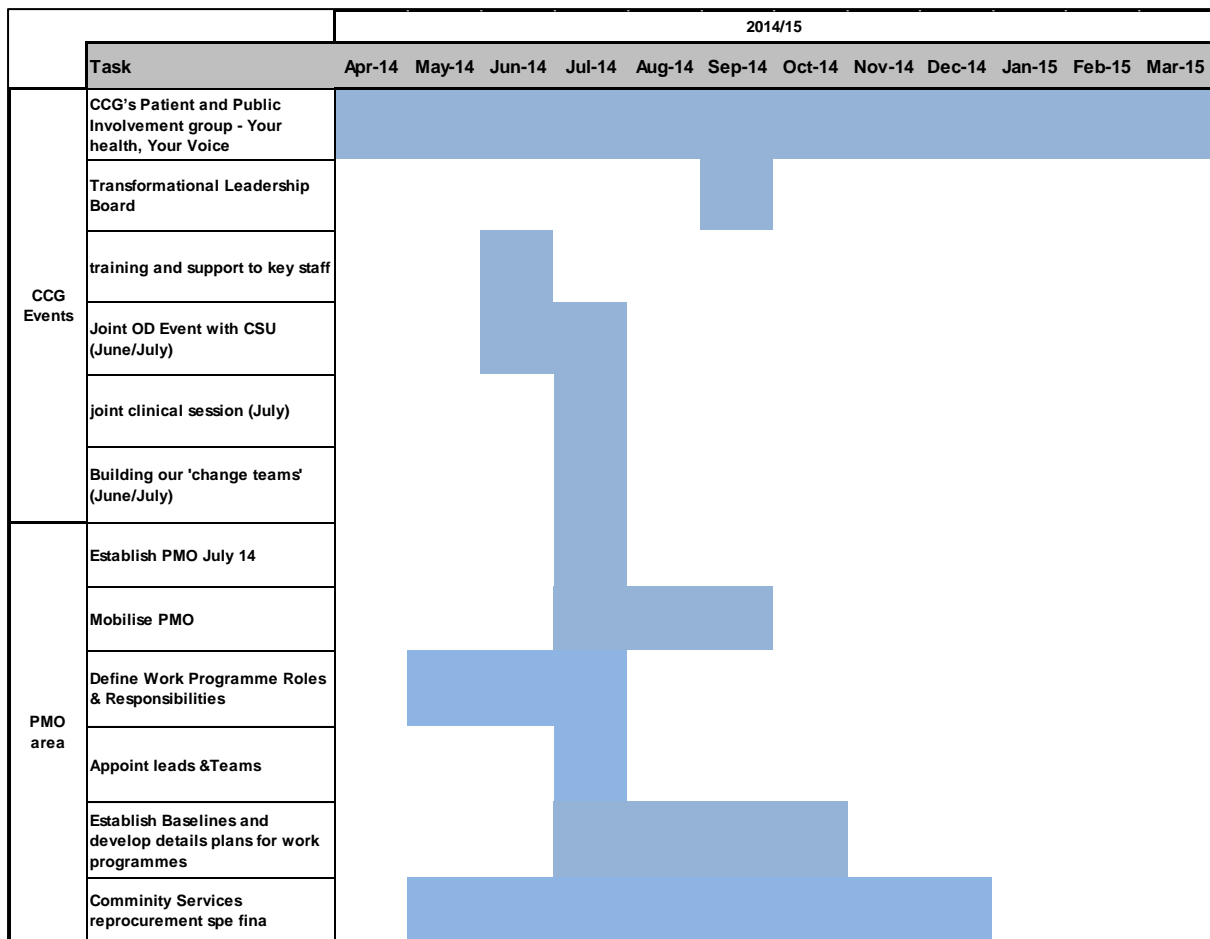 2014/15
Task Apr-14 May-14 Jun-14 Jul-14 Aug-14 Sep-14 Oct-14 Nov-14 Dec-14 Jan-15 Feb-15 Mar-15
CCG
Events
CCG's Patient and Public
Involvement group - Your
health, Your Voice
Transformational Leadership
Board
training and support to key staff
Joint OD Event with CSU
(June/July)
joint clinical session (July)
Building our 'change teams'
(June/July)
PMO
area
Establish PMO July 14
Mobilise PMO
Define Work Programme Roles
& Responsibilities
Appoint leads &Teams
Establish Baselines and
develop details plans for work
programmes
Comminity Services
reprocurement spe fina